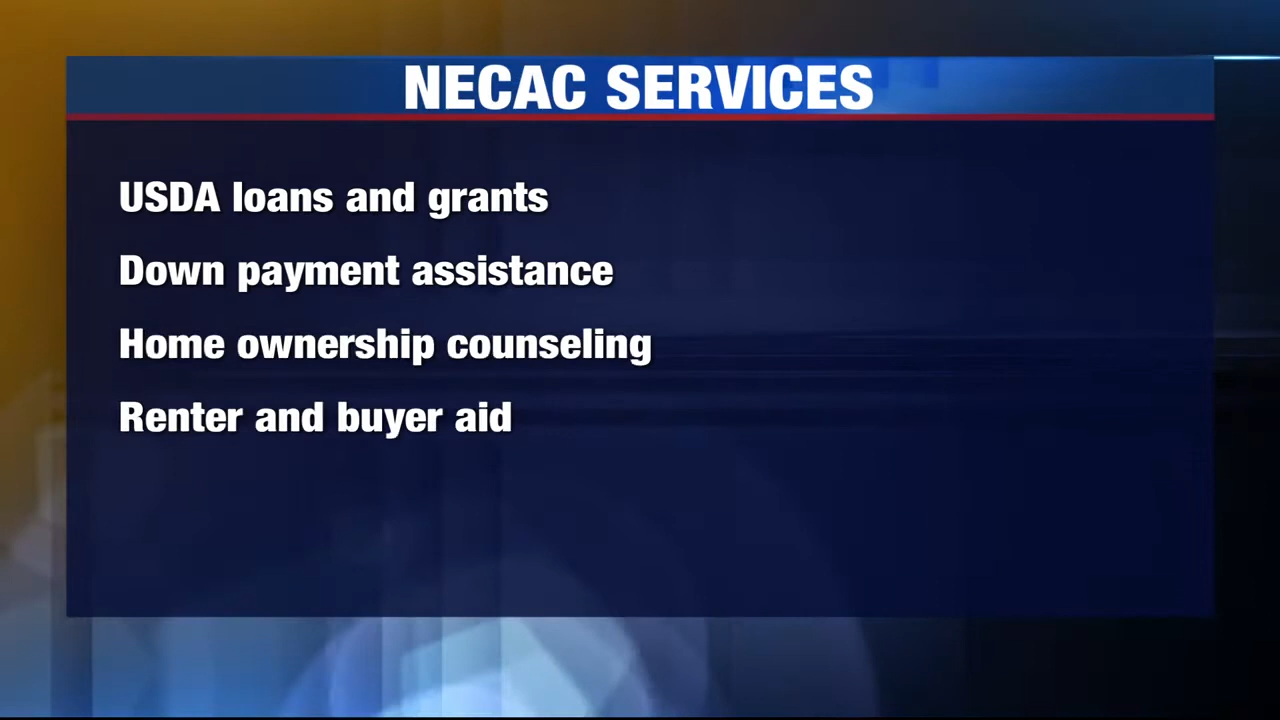 NECAC SERVICES
USDA loans and grants
Down payment assistance
Home ownership counseling
Renter and buyer aid